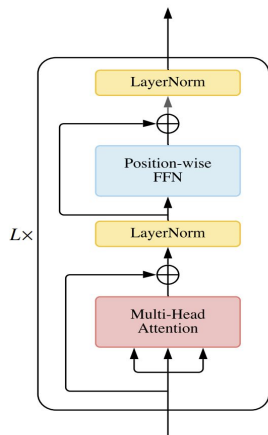 LayerNorm
Position-wise
FFN
L×
LayerNorm
Multi-Head
Attention